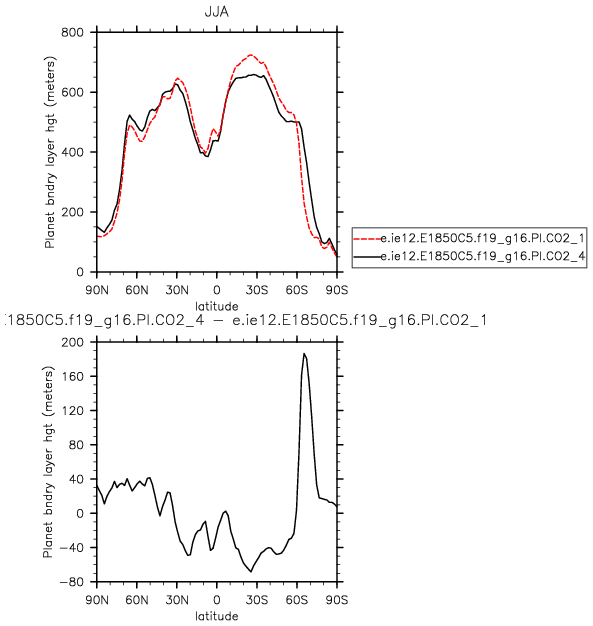 JJA
800
600
400
200
0
Planet bndry layer hgt (meters)
90N 60N 30N 0 30S 60S 90S
latitude
e.ie12.E1850C5.f19_g16.PI.CO2_1
e.ie12.E1850C5.f19_g16.PI.CO2_4
.1850C5.f19_g16.PI.CO2_4 – e.ie12.E1850C5.f19_g16.PI.CO2_1
200
160
120
80
40
0
−40
−80
Planet bndry layer hgt (meters)
90N 60N 30N 0 30S 60S 90S
latitude